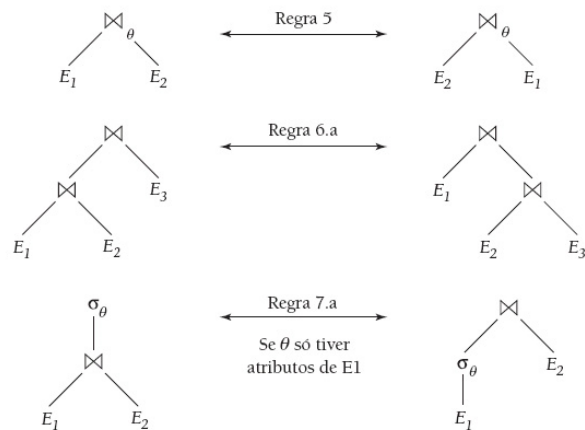 ⋈θ Regra 5 ⋈θ
E1 E2 E2 E1
⋈ Regra 6.a ⋈
⋈ E3 E1 ⋈
E1 E2 E2 E3
σθ Regra 7.a ⋈
Se θ só tiver
atributos de E1
⋈ σθ E2
E1 E2 E1